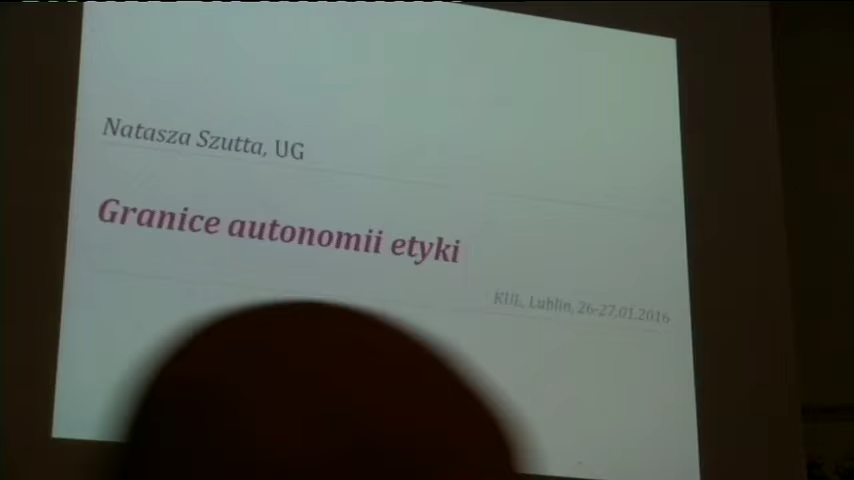 Natasza Szutta, UG
Granice autonomii etyki
KUL, Lublin, 26-27.01.2016